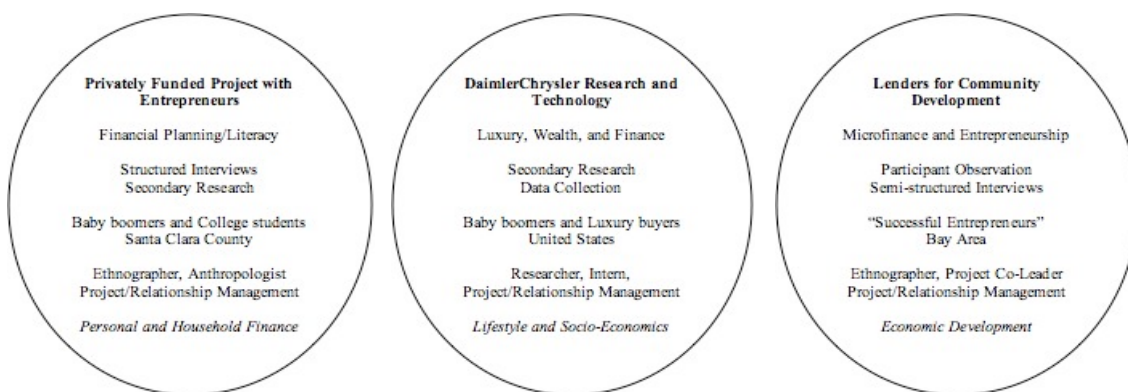 Privately Funded Project with
Entrepreneurs
Financial Planning/Literacy
Structured Interviews
Secondary Research
Baby boomers and College students
Santa Clara County
Ethnographer, Anthropologist
Project/Relationship Management
Personal and Household Finance
DaimlerChrysler Research and
Technology
Luxury, Wealth, and Finance
Secondary Research
Data Collection
Baby boomers and Luxury buyers
United States
Researcher, Intern,
Project/Relationship Management
Lifestyle and Socio-Economics
Lenders for Community
Development
Microfinance and Entrepreneurship
Participant Observation
Semi-structured Interviews
“Successful Entrepreneurs”
Bay Area
Ethnographer, Project Co-Leader
Project/Relationship Management
Economic Development